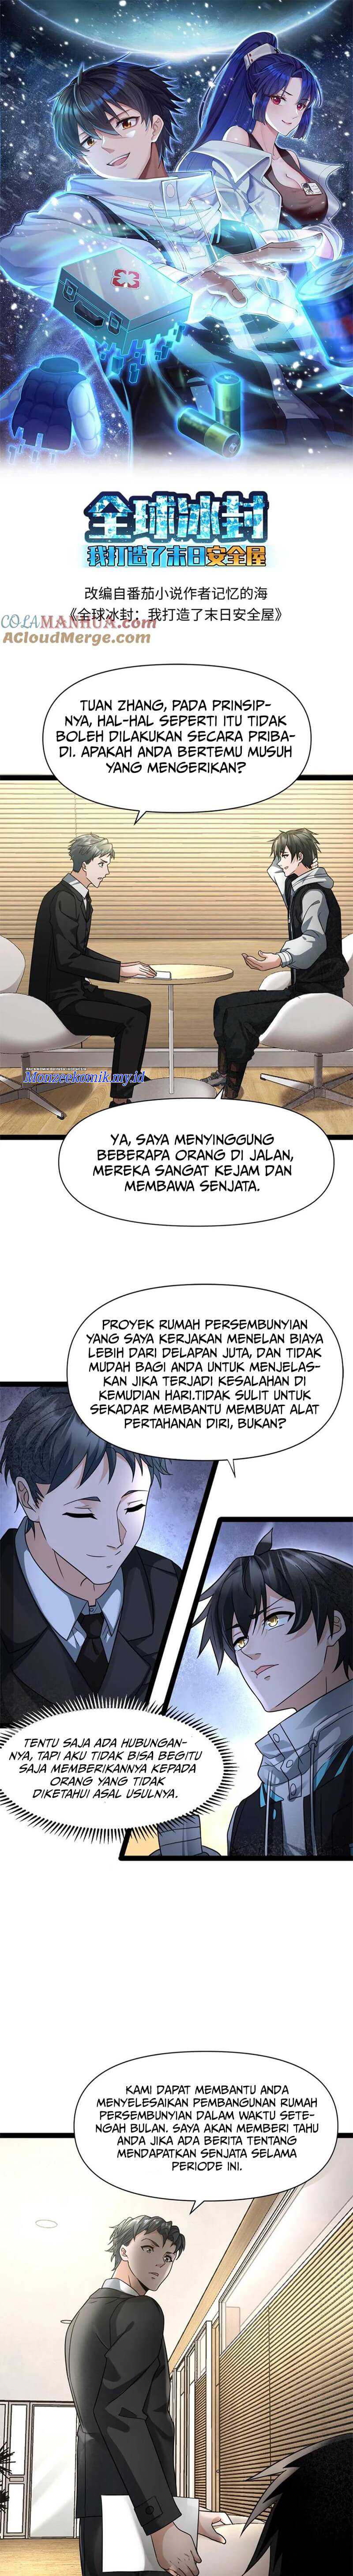 全球冰封
我打造了末日安全屋
改编自番茄小说作者记忆的海
《全球冰封：我打造了末日安全屋》
COLAMANHUA.com
ACloudMerge.com
TUAN ZHANG, PADA PRINSIP-
NYA, HAL-HAL SEPERTI ITU TIDAK
BOLEH DILAKUKAN SECARA PRIBA-
DI. APAKAH ANDA BERTEMU MUSUH
YANG MENGERIKAN?
Manzeekomik.my.id
YA, SAYA MENYINGGUNG
BEBERAPA ORANG DI JALAN,
MEREKA SANGAT KEJAM DAN
MEMBAWA SENJATA.
PROYEK RUMAH PERSEMBUNYIAN
YANG SAYA KERJAKAN MENELAN BIAYA
LEBIH DARI DELAPAN JUTA, DAN TIDAK
MUDAH BAGI ANDA UNTUK MENJELAS-
KAN JIKA TERJADI KESALAHAN DI
KEMUDIAN HARI.TIDAK SULIT UNTUK
SEKADAR MEMBANTU MEMBUAT ALAT
PERTAHANAN DIRI, BUKAN?
TENTU SAJA ADA HUBUNGAN-
NYA, TAPI AKU TIDAK BISA BEGITU
SAJA MEMBERIKANNYA KEPADA
ORANG YANG TIDAK
DIKETAHUI ASAL USULNYA.
KAMI DAPAT MEMBANTU ANDA
MENYELESAIKAN PEMBANGUNAN RUMAH
PERSEMBUNYIAN DALAM WAKTU SETE-
NGAH BULAN. SAYA AKAN MEMBERI TAHU
ANDA JIKA ADA BERITA TENTANG
MENDAPATKAN SENJATA SELAMA
PERIODE INI.